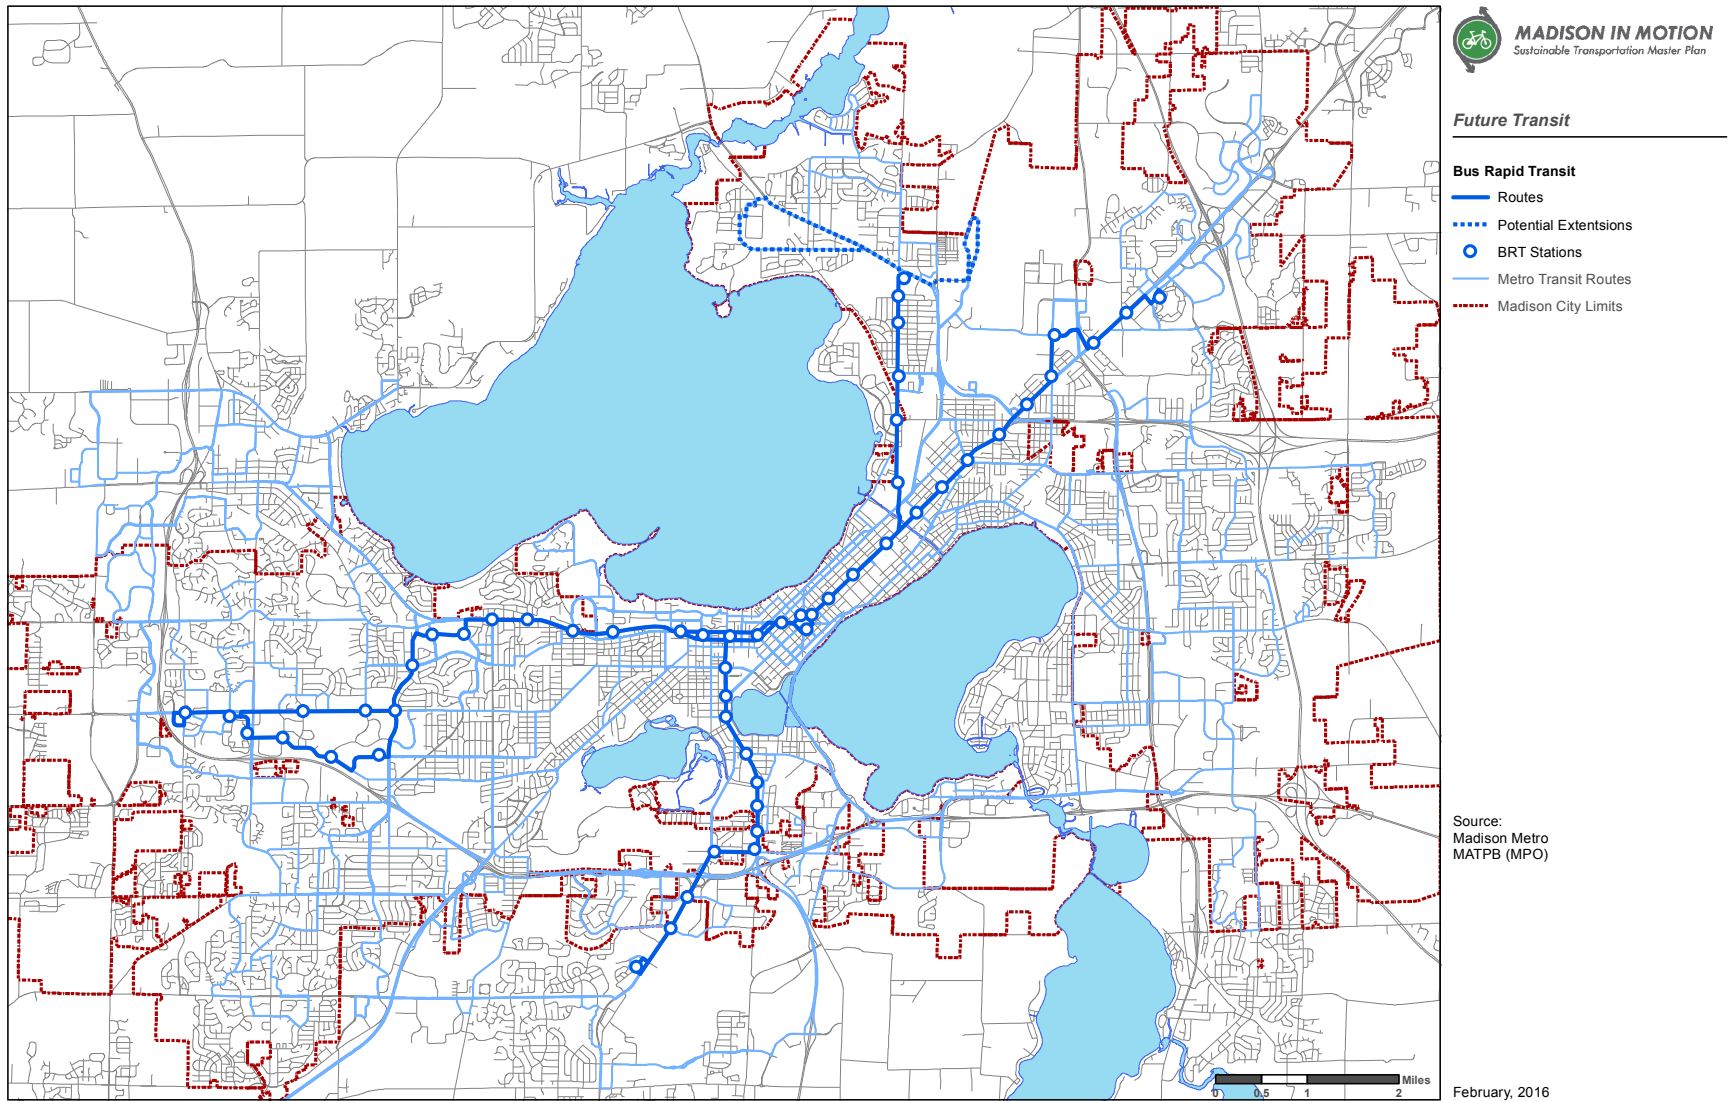 MADISON IN MOTION
Sustainable Transportation Master Plan
Future Transit
Bus Rapid Transit
Routes
Potential Extentsions
BRT Stations
Metro Transit Routes
Madison City Limits
Source:
Madison Metro
MATPB (MPO)
Miles
0 0.5 1 2
February, 2016